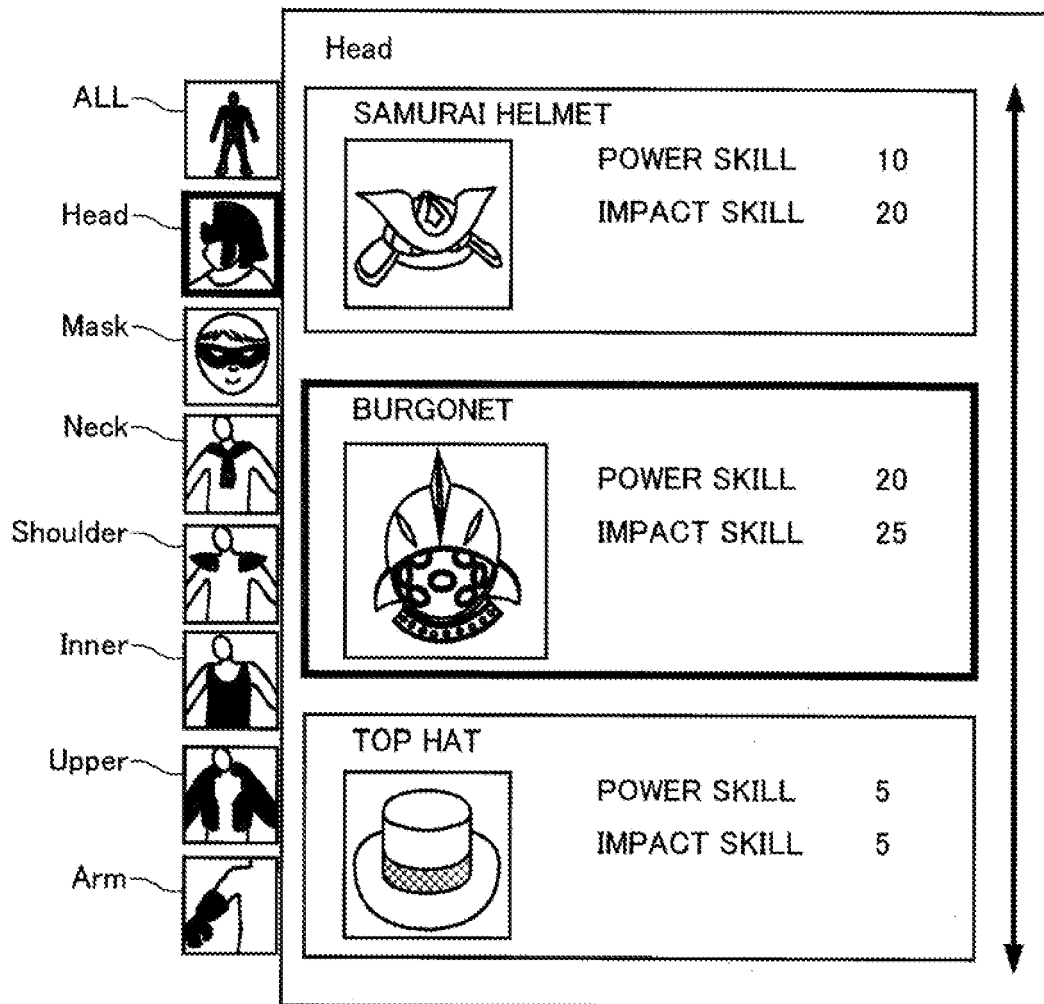 Head
ALL
Head
Mask
Neck
Shoulder
Inner
Upper
Arm
SAMURAI HELMET
POWER SKILL 10
IMPACT SKILL 20
BURGONET
POWER SKILL 20
IMPACT SKILL 25
TOP HAT
POWER SKILL 5
IMPACT SKILL 5